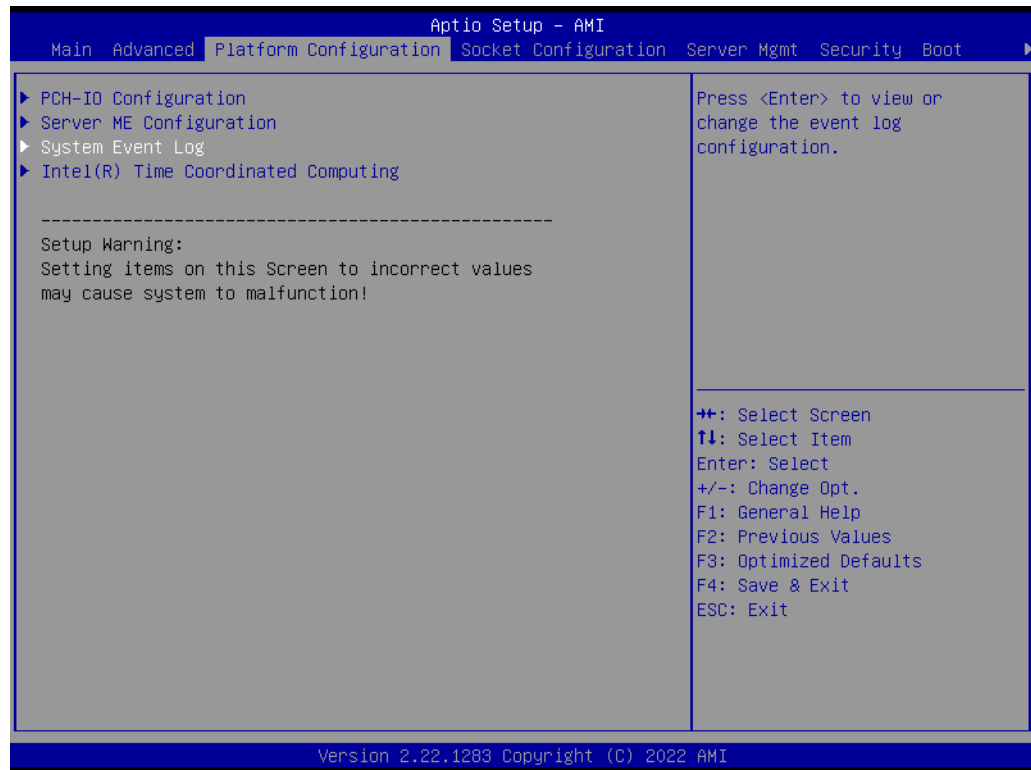 Aptio Setup - AMI
Main Advanced Platform Configuration Socket Configuration Server Mgmt Security Boot
PCH-IO Configuration
Server ME Configuration
System Event Log
Intel(R) Time Coordinated Computing
--------------------------------------------------
Setup Warning:
Setting items on this Screen to incorrect values
may cause system to malfunction!
Press <Enter> to view or
change the event log
configuration.
→←: Select Screen
↑↓: Select Item
Enter: Select
+/-: Change Opt.
F1: General Help
F2: Previous Values
F3: Optimized Defaults
F4: Save & Exit
ESC: Exit
Version 2.22.1283 Copyright (C) 2022 AMI